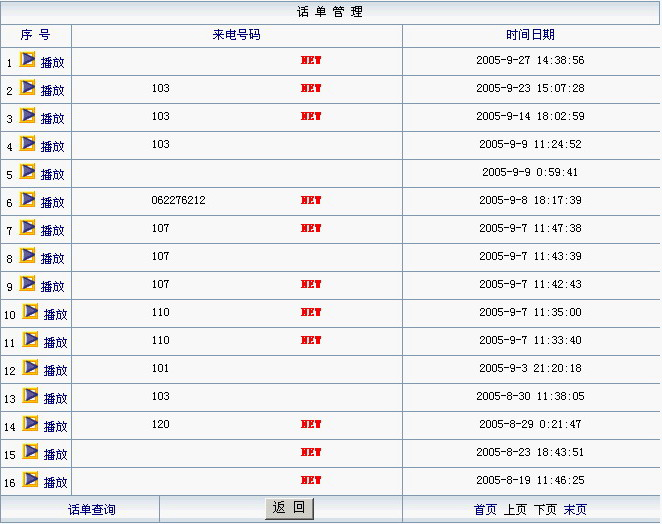 话 单 管 理
序 号 来电号码 时间日期
1 播放 NEW 2005-9-27 14:38:56
2 播放 103 NEW 2005-9-23 15:07:28
3 播放 103 NEW 2005-9-14 18:02:59
4 播放 103 2005-9-9 11:24:52
5 播放 2005-9-9 0:59:41
6 播放 062276212 NEW 2005-9-8 18:17:39
7 播放 107 NEW 2005-9-7 11:47:38
8 播放 107 2005-9-7 11:43:39
9 播放 107 NEW 2005-9-7 11:42:43
10 播放 110 NEW 2005-9-7 11:35:00
11 播放 110 NEW 2005-9-7 11:33:40
12 播放 101 2005-9-3 21:20:18
13 播放 103 2005-8-30 11:38:05
14 播放 120 NEW 2005-8-29 0:21:47
15 播放 NEW 2005-8-23 18:43:51
16 播放 NEW 2005-8-19 11:46:25
话单查询 返 回 首页 上页 下页 末页